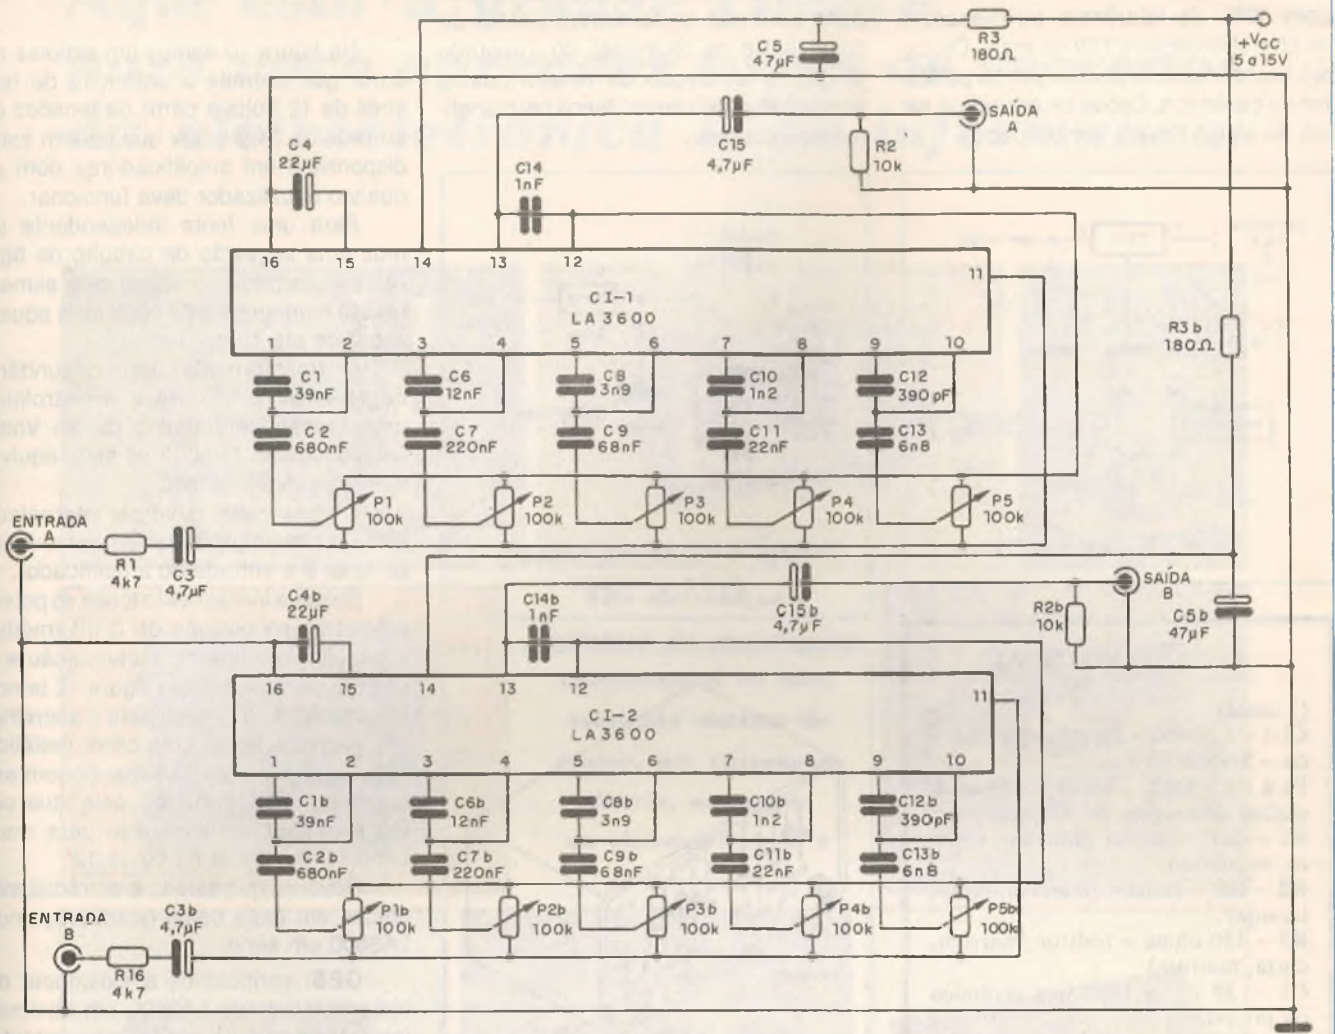 R3
180Ω
+VCC
5 a 15V
C5
47µF
SAÍDA
A
C15
4,7µF
R2
10k
C4
22µF
C14
1nF
16
15
14
13
12
11
CI-1
LA3600
1
2
3
4
5
6
7
8
9
10
R3b
180Ω
C1
39nF
C6
12nF
C8
3n9
C10
1n2
C12
390pF
C2
680nF
C7
220nF
C9
68nF
C11
22nF
C13
6n8
P1
100k
P2
100k
P3
100k
P4
100k
P5
100k
ENTRADA
A
R1
4k7
C3
4,7µF
C4b
22µF
C14b
1nF
C15b
4,7µF
R2b
10k
SAÍDA
B
C5b
47µF
16
15
14
13
12
11
CI-2
LA3600
1
2
3
4
5
6
7
8
9
10
C1b
39nF
C6b
12nF
C8b
3n9
C10b
1n2
C12b
390pF
C2b
680nF
C7b
220nF
C9b
68nF
C11b
22nF
C13b
6n8
P1b
100k
P2b
100k
P3b
100k
P4b
100k
P5b
100k
ENTRADA
B
R16
4k7
C3b
4,7µF